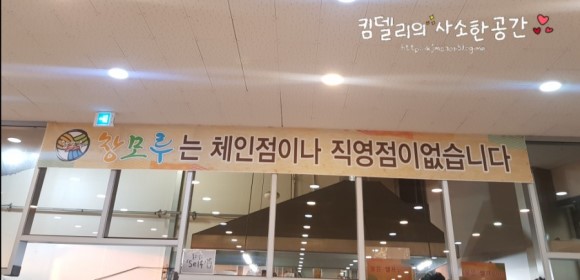 킴델리의 사소한공간
창모루는 체인점이나 직영점이없습니다